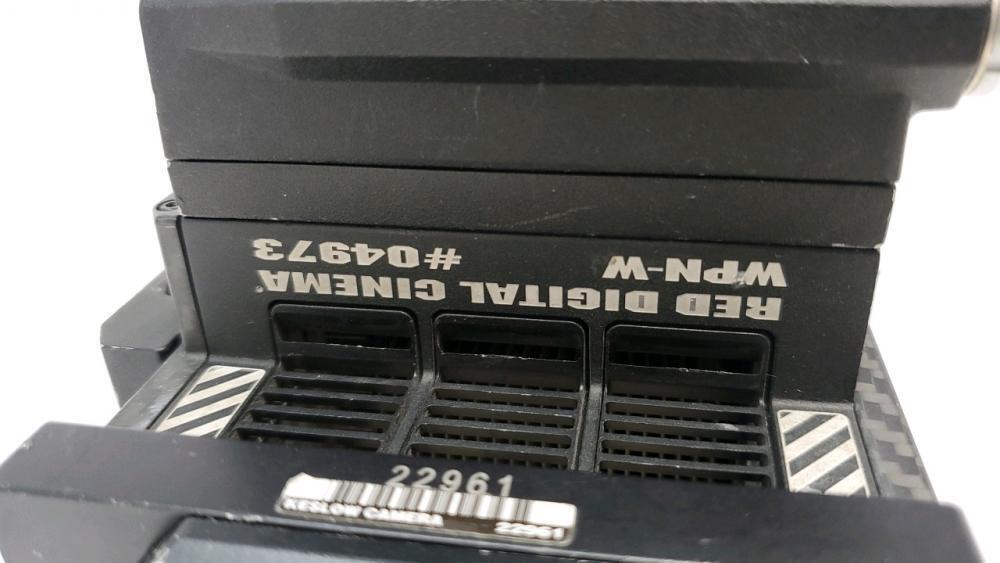 RED DIGITAL CINEMA
WPN-W #04973
22961
KESLOW CAMERA 22961